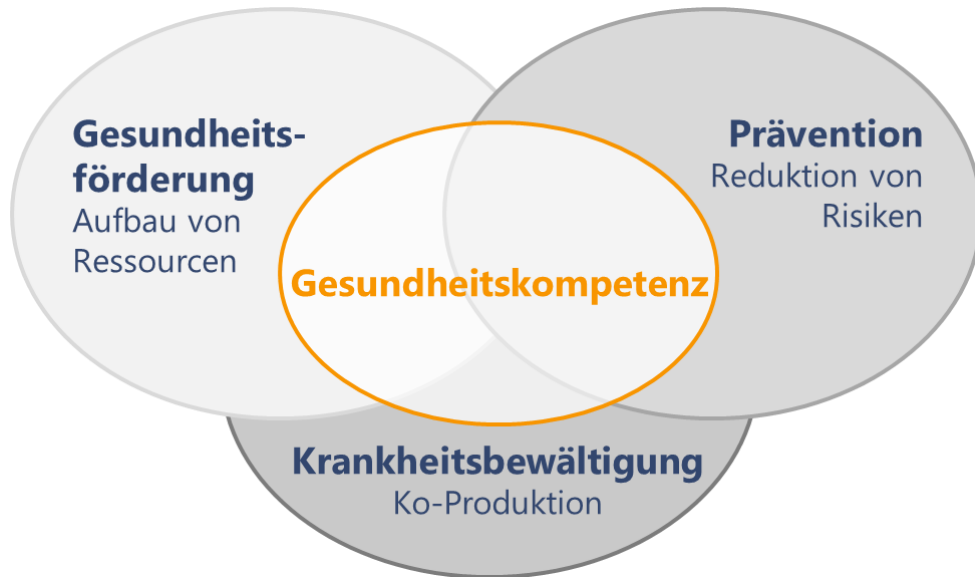 Gesundheits-
förderung
Aufbau von
Ressourcen
Prävention
Reduktion von
Risiken
Gesundheitskompetenz
Krankheitsbewältigung
Ko-Produktion